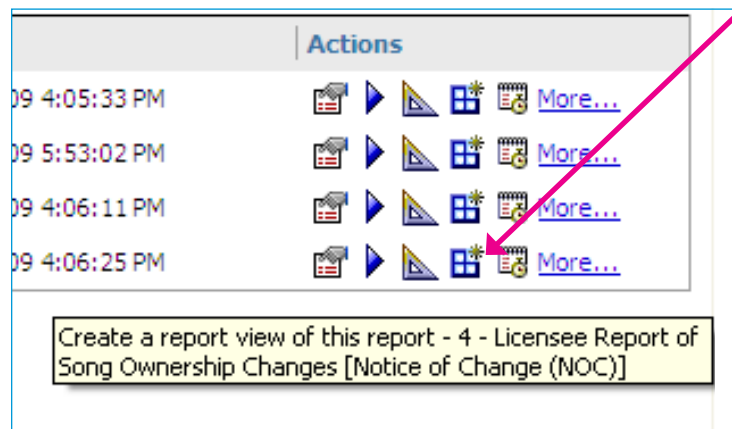 Actions
09 4:05:33 PM More...
09 5:53:02 PM More...
09 4:06:11 PM More...
09 4:06:25 PM More...
Create a report view of this report - 4 - Licensee Report of
Song Ownership Changes [Notice of Change (NOC)]